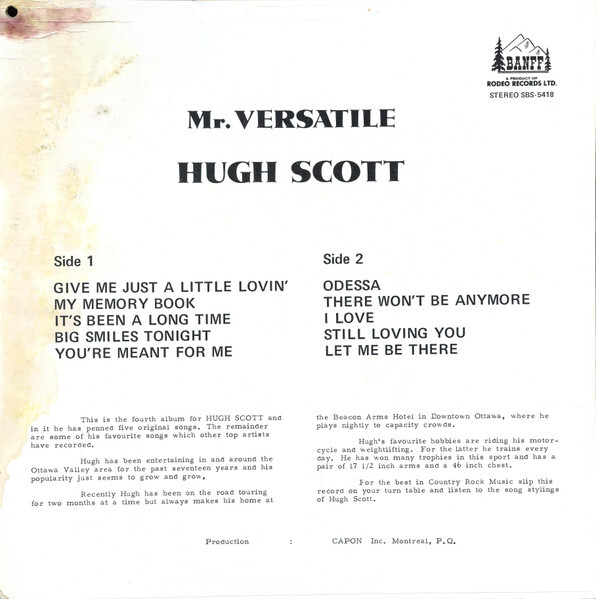 BANFF
A PRODUCT OF
RODEO RECORDS LTD.
STEREO SBS-5418
Mr. VERSATILE
HUGH SCOTT
Side 1
GIVE ME JUST A LITTLE LOVIN'
MY MEMORY BOOK
IT'S BEEN A LONG TIME
BIG SMILES TONIGHT
YOU'RE MEANT FOR ME
Side 2
ODESSA
THERE WON'T BE ANYMORE
I LOVE
STILL LOVING YOU
LET ME BE THERE
This is the fourth album for HUGH SCOTT and
in it he has penned five original songs. The remainder
are some of his favourite songs which other top artists
have recorded.
Hugh has been entertaining in and around the
Ottawa Valley area for the past seventeen years and his
popularity just seems to grow and grow.
Recently Hugh has been on the road touring
for two months at a time but always makes his home at
the Beacon Arms Hotel in Downtown Ottawa, where he
plays nightly to capacity crowds.
Hugh's favourite hobbies are riding his motor-
cycle and weightlifting. For the latter he trains every
day. He has won many trophies in this sport and has a
pair of 17 1/2 inch arms and a 46 inch chest.
For the best in Country Rock Music slip this
record on your turn table and listen to the song stylings
of Hugh Scott.
Production : CAPON Inc. Montreal, P.Q.